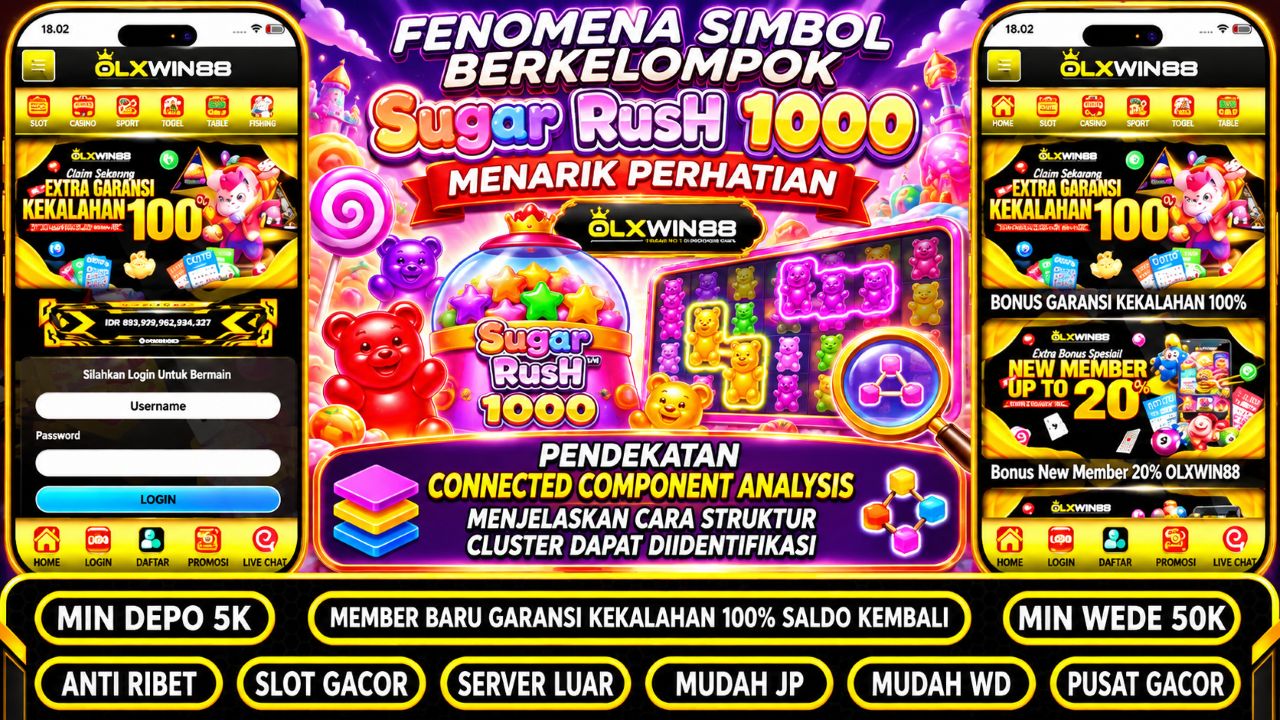 18.02
OLXWIN88
SLOT
CASINO
SPORT
TOGEL
TABLE
FISHING
OLXWIN88
Claim Sekarang
EXTRA GARANSI
KEKALAHAN 100
IDR 893,929,962,934,327
Silahkan Login Untuk Bermain
Username
Password
LOGIN
HOME
LOGIN
DAFTAR
PROMOSI
LIVE CHAT
FENOMENA SIMBOL
BERKELOMPOK
Sugar Rush 1000
MENARIK PERHATIAN
OLXWIN88
Sugar
Rush
1000
PENDEKATAN
CONNECTED COMPONENT ANALYSIS
MENJELASKAN CARA STRUKTUR
CLUSTER DAPAT DIIDENTIFIKASI
18.02
OLXWIN88
HOME
SLOT
CASINO
SPORT
TOGEL
TABLE
OLXWIN88
Claim Sekarang
EXTRA GARANSI
KEKALAHAN 100
BONUS GARANSI KEKALAHAN 100%
OLXWIN88
Extra Bonus Spesiail
NEW MEMBER
UP TO 20%
Bonus New Member 20% OLXWIN88
OLXWIN88
HOME
LOGIN
DAFTAR
PROMOSI
LIVE CHAT
MIN DEPO 5K
MEMBER BARU GARANSI KEKALAHAN 100% SALDO KEMBALI
MIN WEDE 50K
ANTI RIBET
SLOT GACOR
SERVER LUAR
MUDAH JP
MUDAH WD
PUSAT GACOR